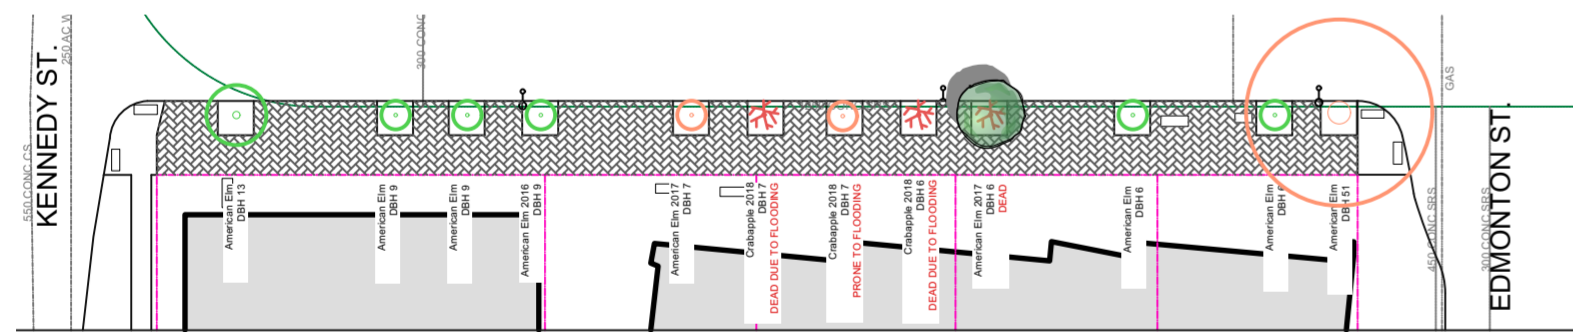 KENNEDY ST.
550 CONC CS
250 AC W
300 CONC
American Elm
DBH 13
American Elm
DBH 9
American Elm
DBH 9
American Elm 2016
DBH 9
American Elm 2017
DBH 7
Crabapple 2018
DBH 7
DEAD DUE TO FLOODING
Crabapple 2018
DBH 7
PRONE TO FLOODING
Crabapple 2018
DBH 6
DEAD DUE TO FLOODING
American Elm 2017
DBH 6
DEAD
American Elm
DBH 6
American Elm
DBH 6
American Elm
DBH 51
GAS
450 CONC SRS
300 CONC SRS
EDMONTON ST.